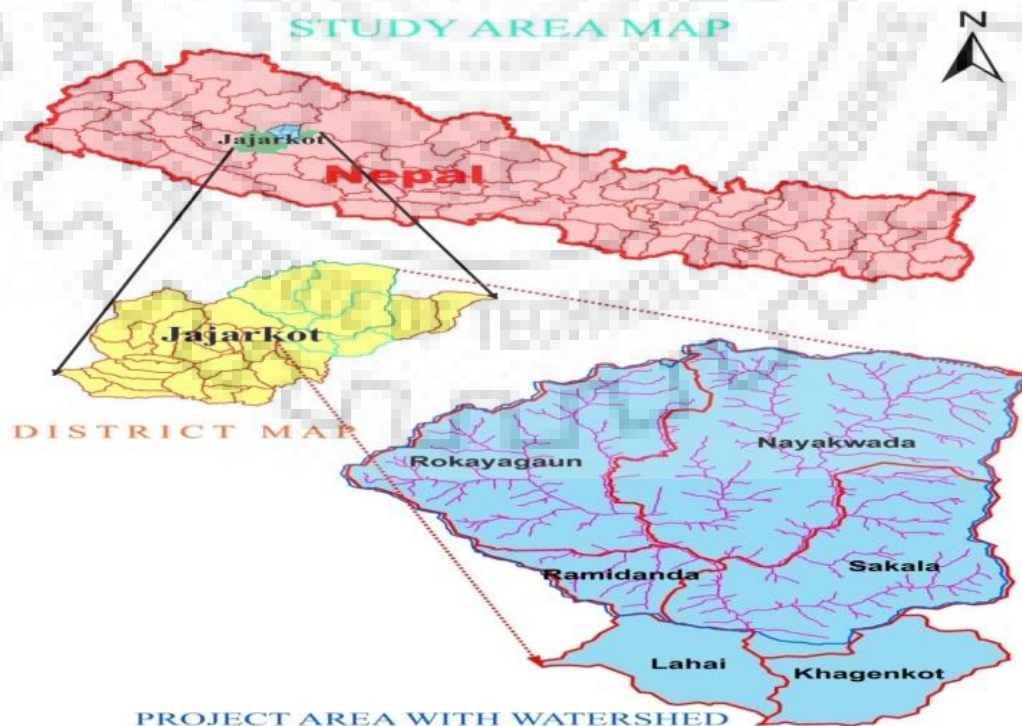 STUDY AREA MAP
N
Jajarkot
Nepal
Jajarkot
DISTRICT MAP
Nayakwada
Rokayagaun
Sakala
Ramidanda
Lahai
Khagenkot
PROJECT AREA WITH WATERSHED